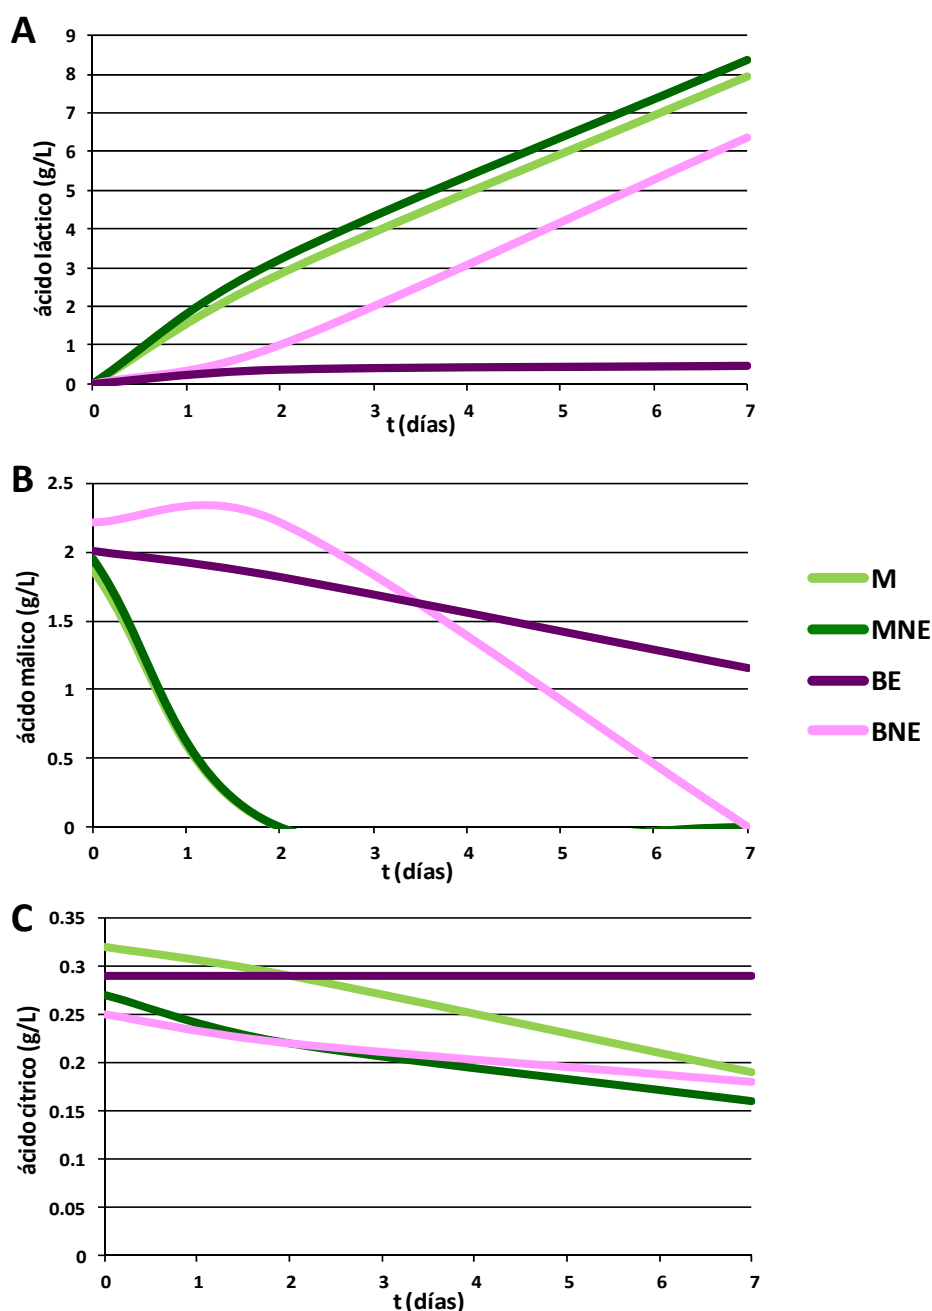 A
9
8
7
6
5
4
3
2
1
0
ácido láctico (g/L)
0 1 2 3 4 5 6 7
t (días)
B
2.5
2
1.5
1
0.5
0
ácido málico (g/L)
0 1 2 3 4 5 6 7
t (días)
M
MNE
BE
BNE
C
0.35
0.3
0.25
0.2
0.15
0.1
0.05
0
ácido cítrico (g/L)
0 1 2 3 4 5 6 7
t (días)